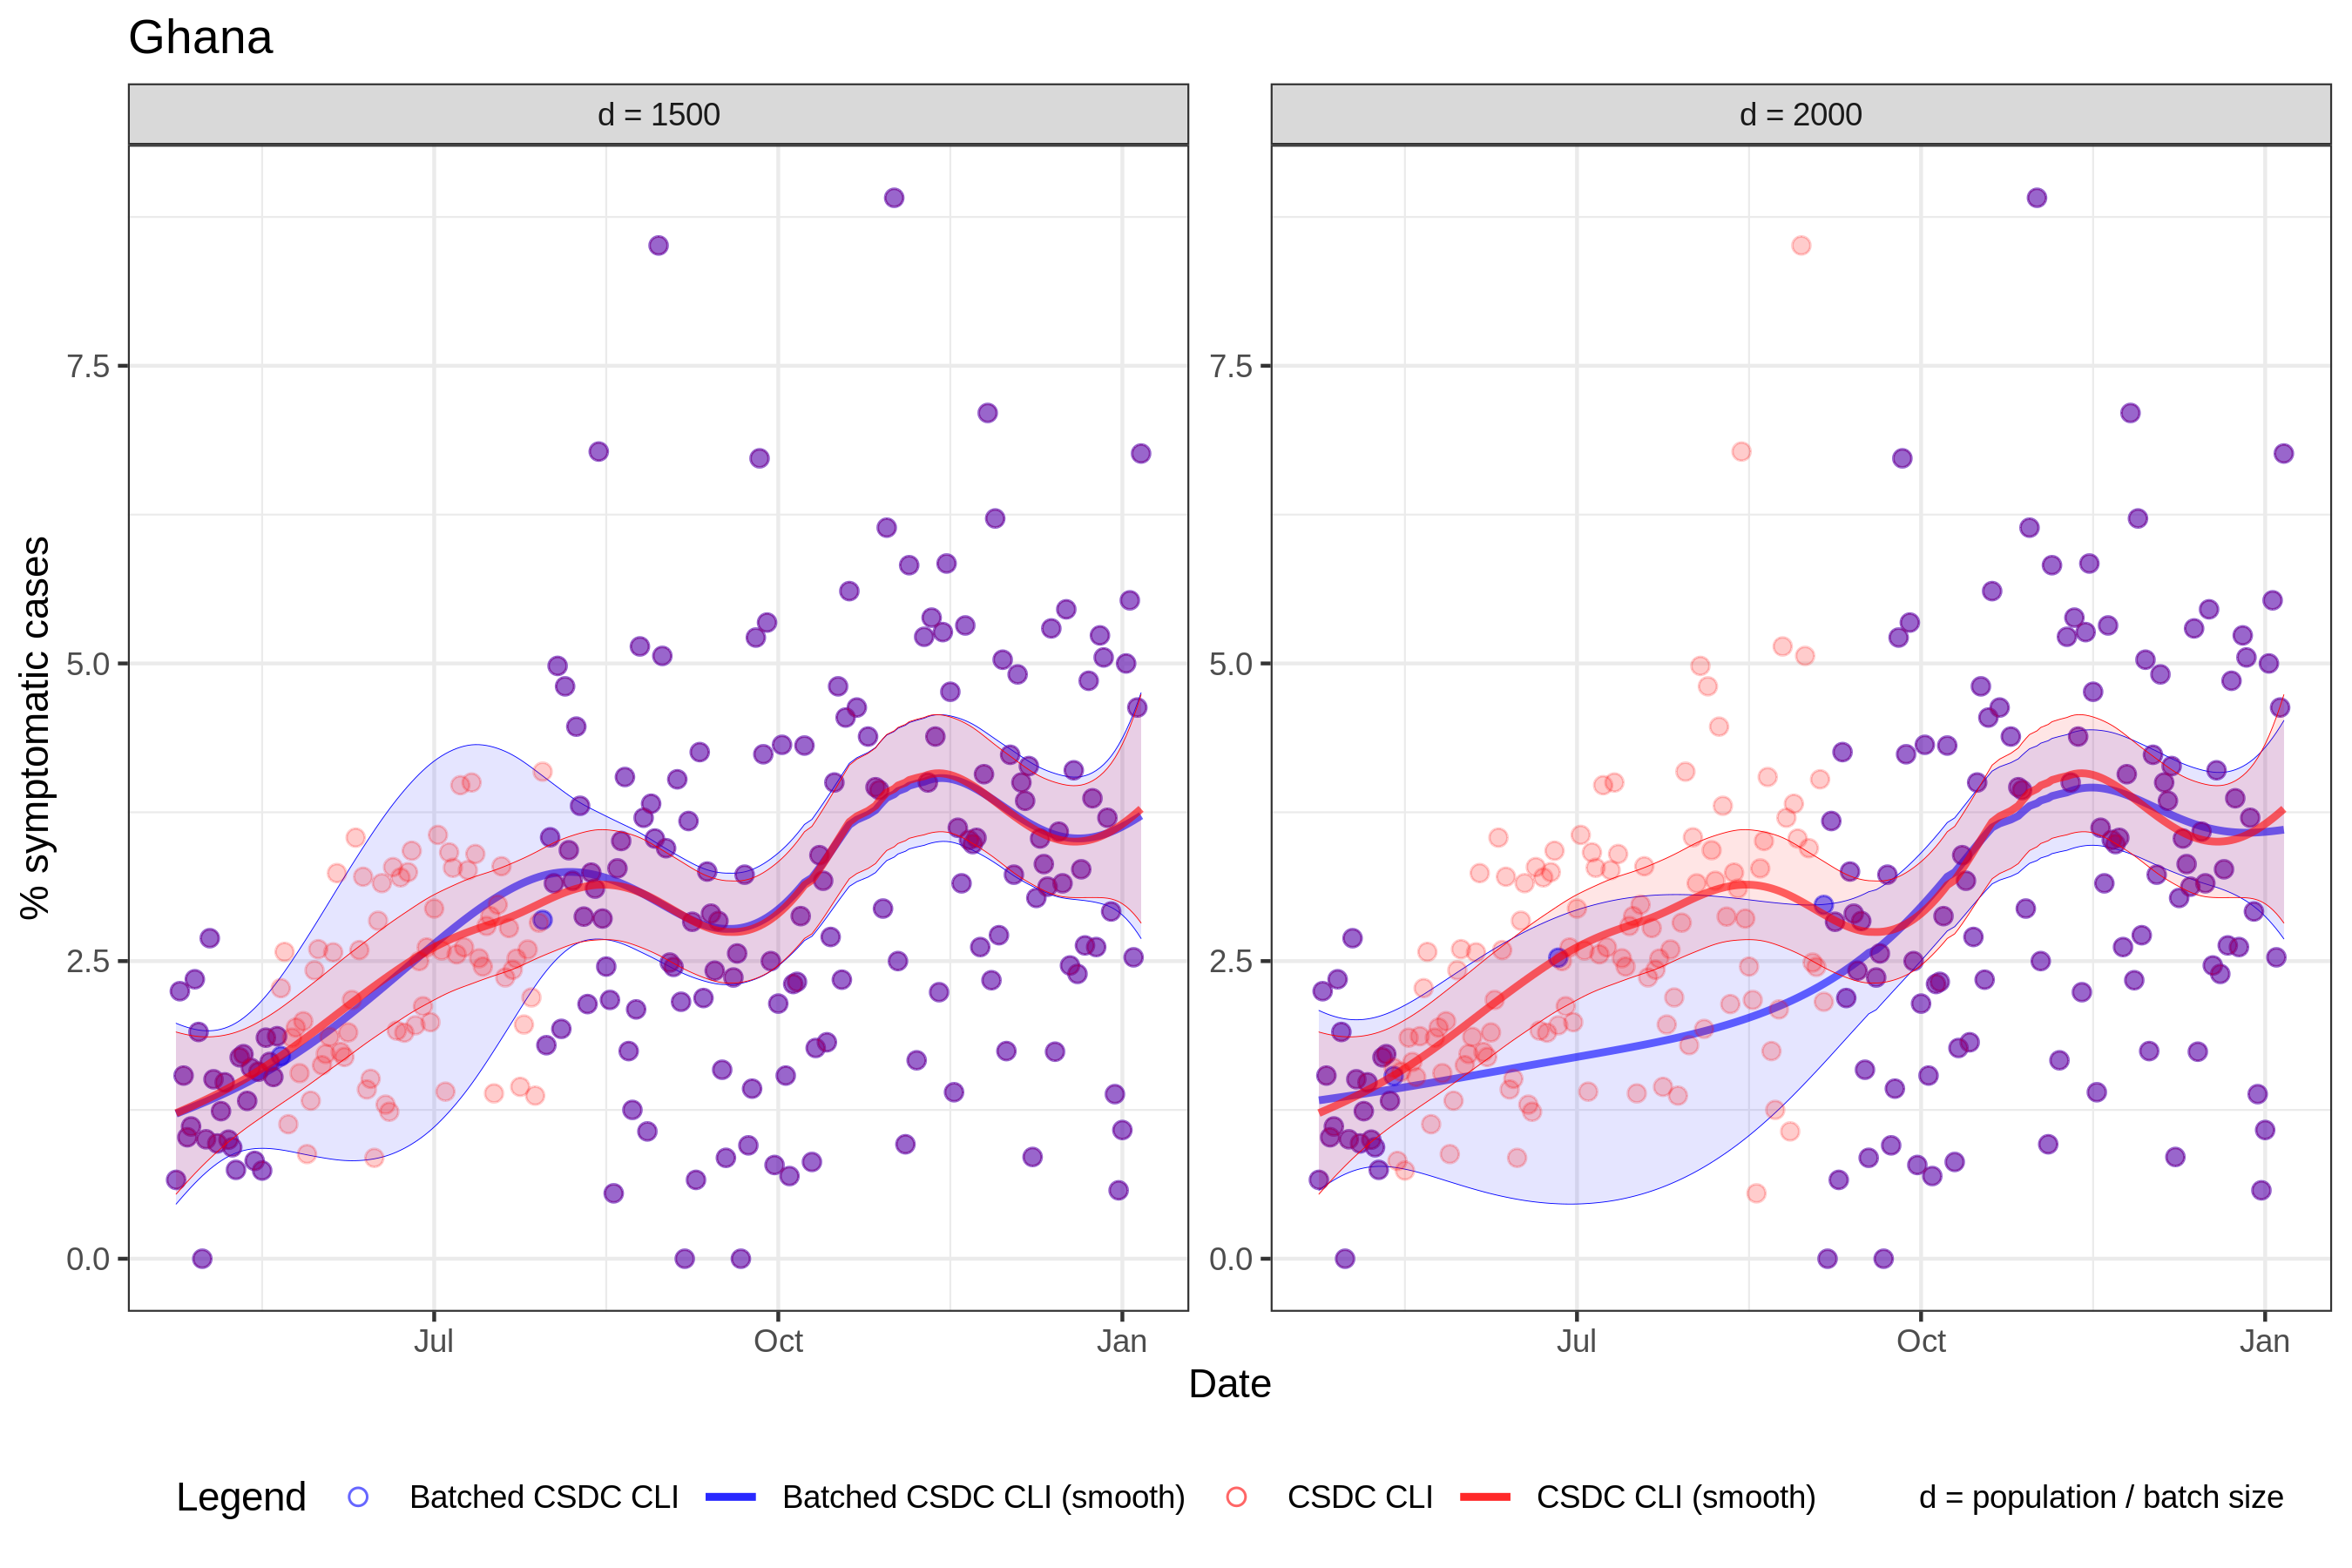 Ghana
d = 1500
d = 2000
% symptomatic cases
7.5
5.0
2.5
0.0
7.5
5.0
2.5
0.0
Jul
Oct
Jan
Jul
Oct
Jan
Date
Legend
Batched CSDC CLI
Batched CSDC CLI (smooth)
CSDC CLI
CSDC CLI (smooth)
d = population / batch size